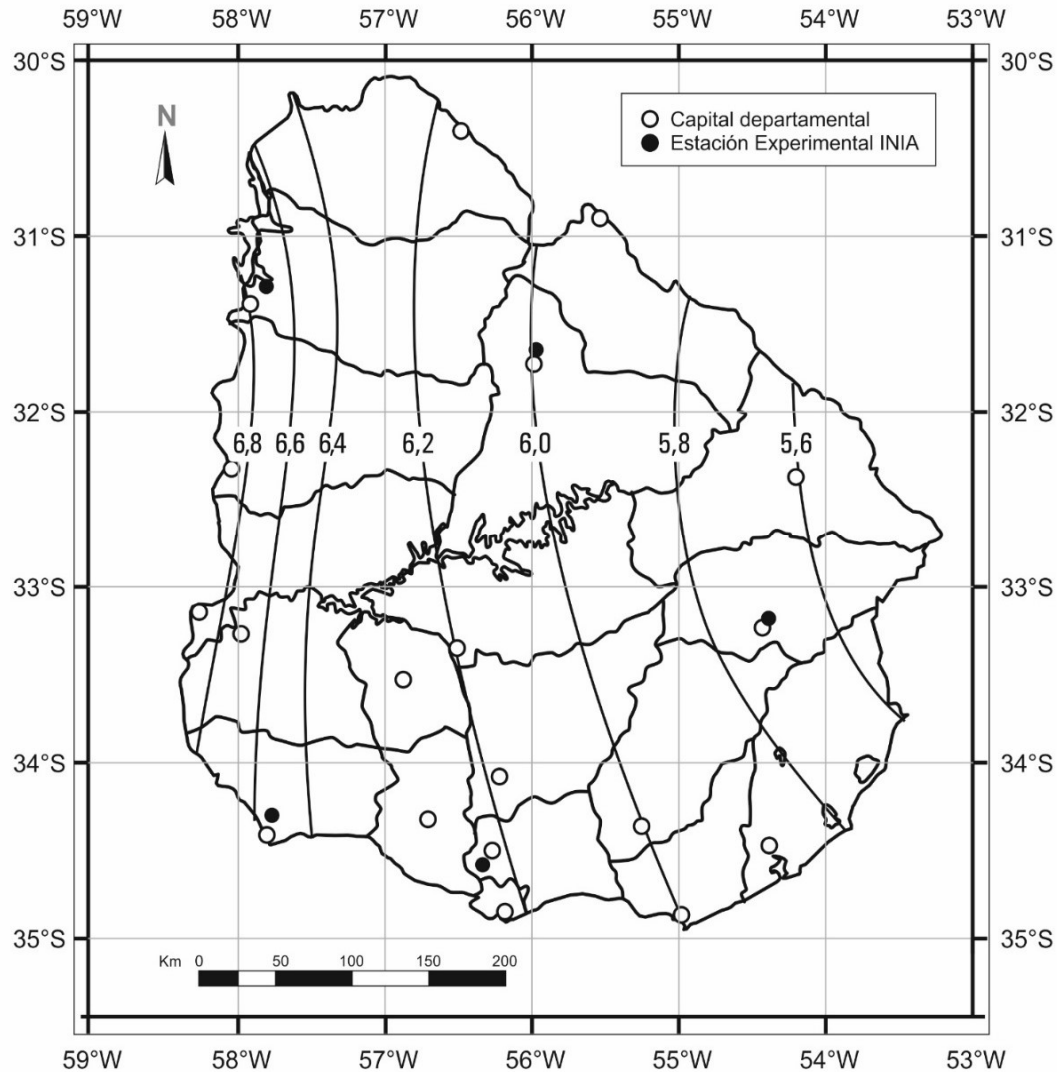 59°W 58°W 57°W 56°W 55°W 54°W 53°W
30°S 30°S
N
Capital departamental
Estación Experimental INIA
31°S 31°S
32°S 32°S
6,8 6,6 6,4 6,2 6,0 5,8 5,6
33°S 33°S
34°S 34°S
35°S 35°S
Km 0 50 100 150 200
59°W 58°W 57°W 56°W 55°W 54°W 53°W